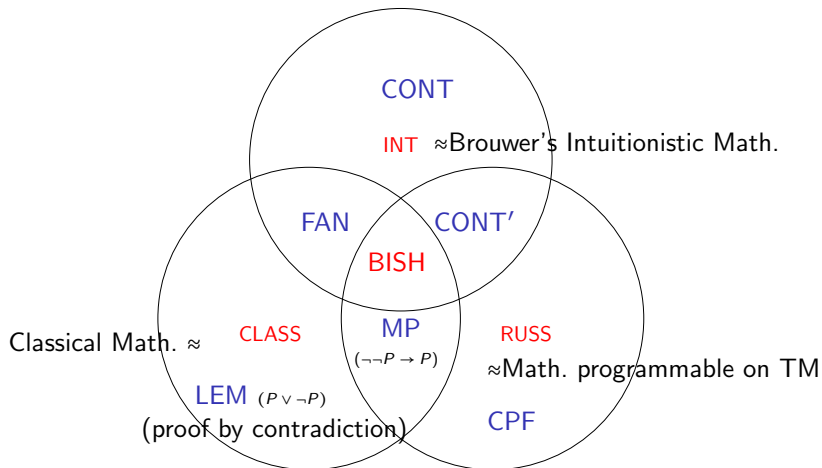 CONT
INT ≈Brouwer's Intuitionistic Math.
FAN CONT′
BISH
Classical Math. ≈ CLASS MP RUSS
(¬¬P → P)
≈Math. programmable on TM
LEM (P ∨ ¬P)
CPF
(proof by contradiction)